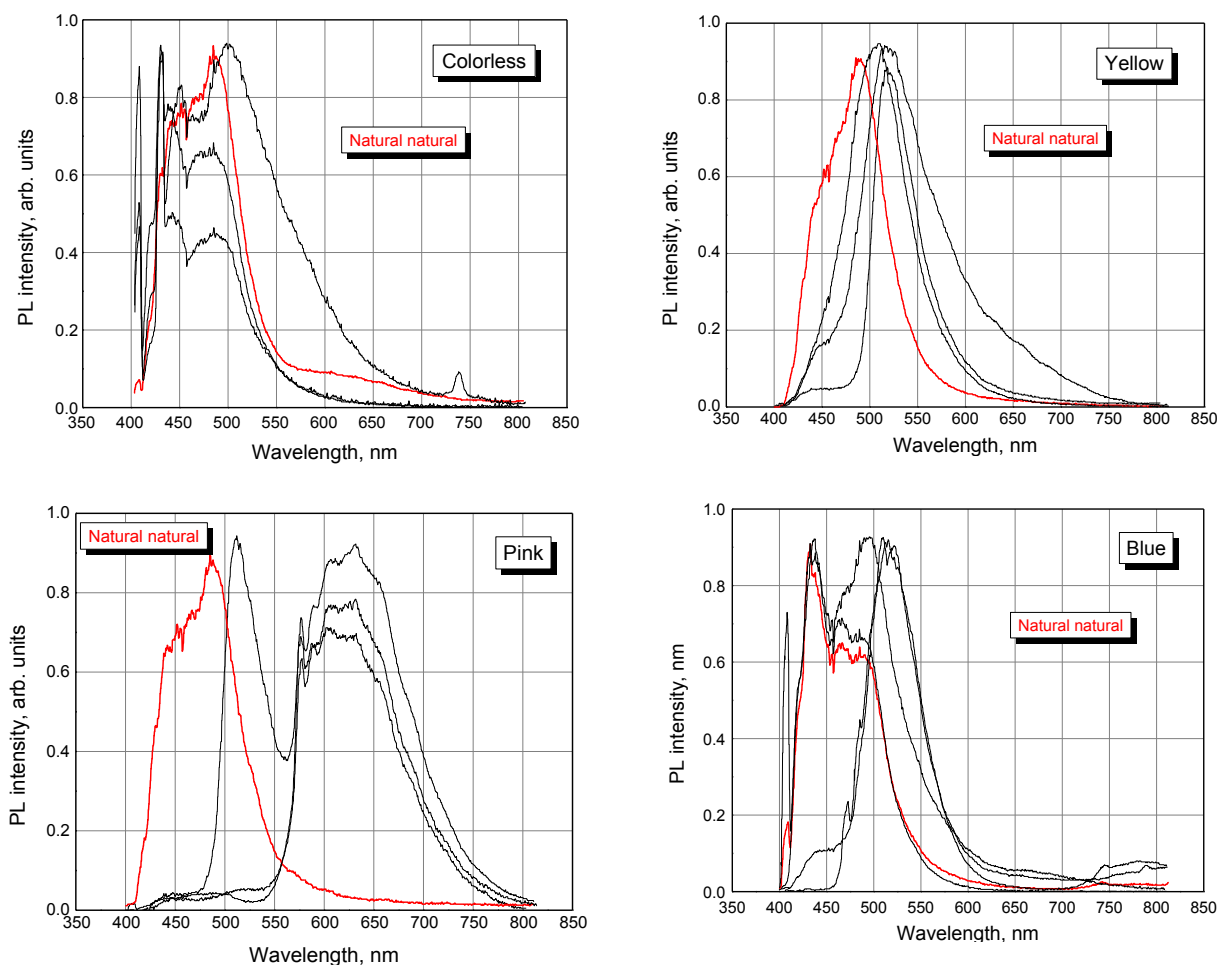 Colorless
Natural natural
PL intensity, arb. units
1.0
0.8
0.6
0.4
0.2
0.0
350 400 450 500 550 600 650 700 750 800 850
Wavelength, nm
Yellow
Natural natural
PL intensity, arb. units
1.0
0.8
0.6
0.4
0.2
0.0
350 400 450 500 550 600 650 700 750 800 850
Wavelength, nm
Natural natural
Pink
PL intensity, arb. units
1.0
0.8
0.6
0.4
0.2
0.0
350 400 450 500 550 600 650 700 750 800 850
Wavelength, nm
Blue
Natural natural
PL intensity, nm
1.0
0.8
0.6
0.4
0.2
0.0
350 400 450 500 550 600 650 700 750 800 850
Wavelength, nm